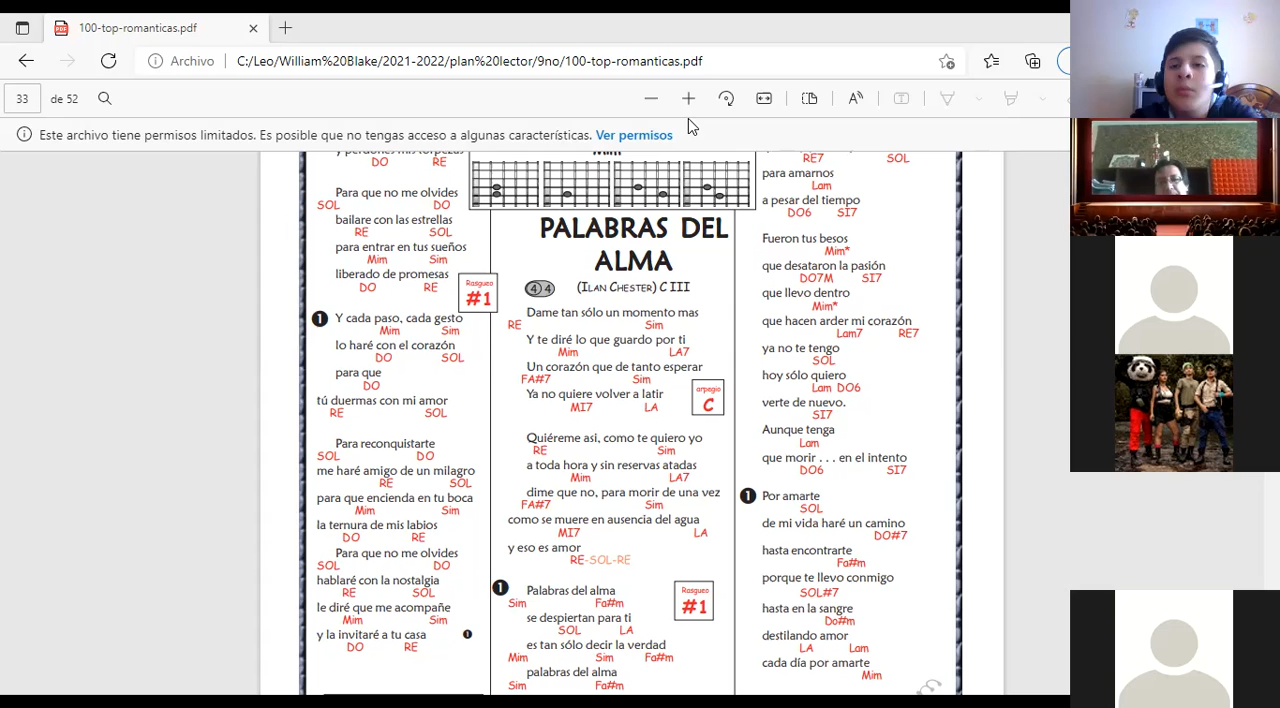 100-top-romanticas.pdf
Archivo
C:/Leo/William%20Blake/2021-2022/plan%20lector/9no/100-top-romanticas.pdf
33 de 52
Este archivo tiene permisos limitados. Es posible que no tengas acceso a algunas características. Ver permisos
DO RE
Para que no me olvides
SOL DO
bailare con las estrellas
RE SOL
para entrar en tus sueños
Mim Sim
liberado de promesas
DO RE
Rasgueo
#1
1 Y cada paso, cada gesto
Mim Sim
lo haré con el corazón
DO SOL
para que
DO
tú duermas con mi amor
RE SOL
Para reconquistarte
SOL DO
me haré amigo de un milagro
RE SOL
para que encienda en tu boca
Mim Sim
la ternura de mis labios
DO RE
Para que no me olvides
SOL DO
hablaré con la nostalgia
RE SOL
le diré que me acompañe
Mim Sim
y la invitaré a tu casa 1
DO RE
Mim
PALABRAS DEL
ALMA
4 4 (ILAN CHESTER) C III
Dame tan sólo un momento mas
RE Sim
Y te diré lo que guardo por ti
Mim LA7
Un corazón que de tanto esperar
FA#7 Sim
Ya no quiere volver a latir
MI7 LA
arpegio
C
Quiéreme asi, como te quiero yo
RE Sim
a toda hora y sin reservas atadas
Mim LA7
dime que no, para morir de una vez
FA#7 Sim
como se muere en ausencia del agua
MI7 LA
y eso es amor
RE-SOL-RE
1 Palabras del alma
Sim Fa#m
Rasgueo
#1
se despiertan para ti
SOL LA
es tan sólo decir la verdad
Mim Sim Fa#m
palabras del alma
Sim Fa#m
RE7 SOL
para amarnos
Lam
a pesar del tiempo
DO6 SI7
Fueron tus besos
Mim*
que desataron la pasión
DO7M SI7
que llevo dentro
Mim*
que hacen arder mi corazón
Lam7 RE7
ya no te tengo
SOL
hoy sólo quiero
Lam DO6
verte de nuevo.
SI7
Aunque tenga
Lam
que morir . . . en el intento
DO6 SI7
1 Por amarte
SOL
de mi vida haré un camino
DO#7
hasta encontrarte
Fa#m
porque te llevo conmigo
SOL#7
hasta en la sangre
Do#m
destilando amor
LA Lam
cada día por amarte
Mim